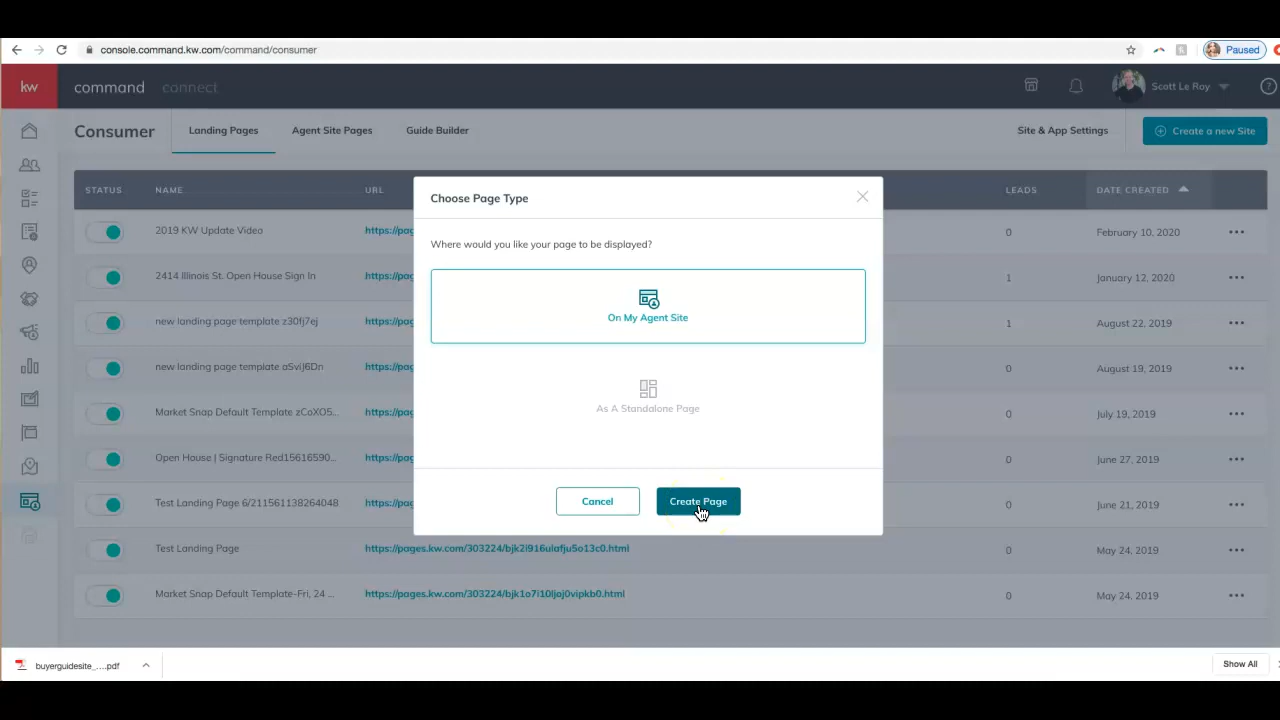 console.command.kw.com/command/consumer
Paused
kw
command
connect
Scott Le Roy
?
Consumer
Landing Pages
Agent Site Pages
Guide Builder
Site & App Settings
Create a new Site
STATUS
NAME
URL
LEADS
DATE CREATED
2019 KW Update Video
https://pag
0
February 10, 2020
2414 Illinois St. Open House Sign In
https://pag
1
January 12, 2020
new landing page template z30fj7ej
https://pag
1
August 22, 2019
new landing page template aSviJ6Dn
https://pag
0
August 19, 2019
Market Snap Default Template zCoXO5...
https://pag
0
July 19, 2019
Open House | Signature Red15616590...
https://pag
0
June 27, 2019
Test Landing Page 6/211561138264048
https://pag
0
June 21, 2019
Test Landing Page
https://pages.kw.com/303224/bjk2i916ulafju5o13c0.html
0
May 24, 2019
Market Snap Default Template-Fri, 24 ...
https://pages.kw.com/303224/bjk1o7i10ljoj0vipkb0.html
0
May 24, 2019
Choose Page Type
Where would you like your page to be displayed?
On My Agent Site
As A Standalone Page
Cancel
Create Page
buyerguidesite_....pdf
Show All